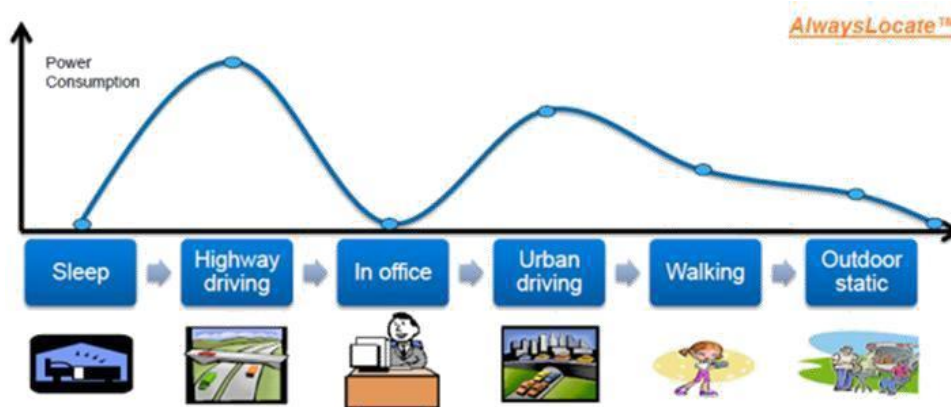 AlwaysLocate™
Power
Consumption
Sleep
Highway
driving
In office
Urban
driving
Walking
Outdoor
static